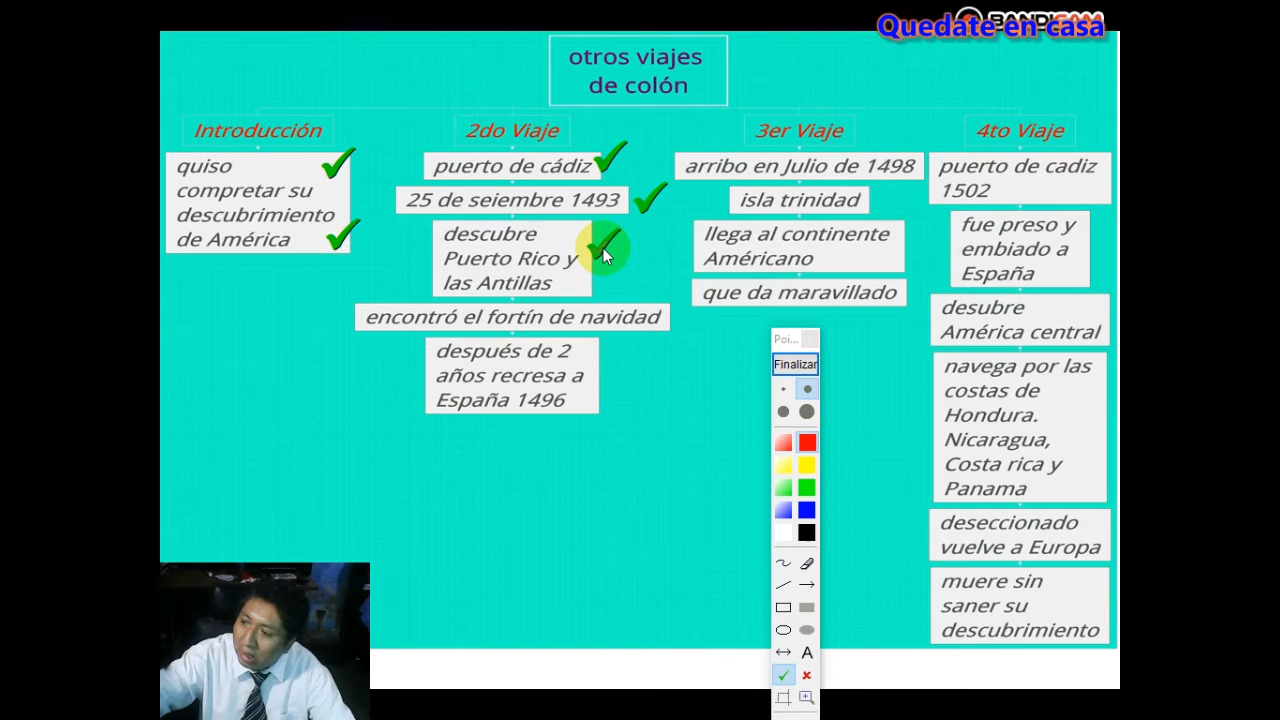 BANDICAM
Quedate en casa
otros viajes
de colón
Introducción
quiso
compretar su
descubrimiento
de América
2do Viaje
puerto de cádiz
25 de seiembre 1493
descubre
Puerto Rico y
las Antillas
encontró el fortín de navidad
después de 2
años recresa a
España 1496
3er Viaje
arribo en Julio de 1498
isla trinidad
llega al continente
Américano
que da maravillado
4to Viaje
puerto de cadiz
1502
fue preso y
embiado a
España
desubre
América central
navega por las
costas de
Hondura.
Nicaragua,
Costa rica y
Panama
deseccionado
vuelve a Europa
muere sin
saner su
descubrimiento
Poi...
Finalizar
A